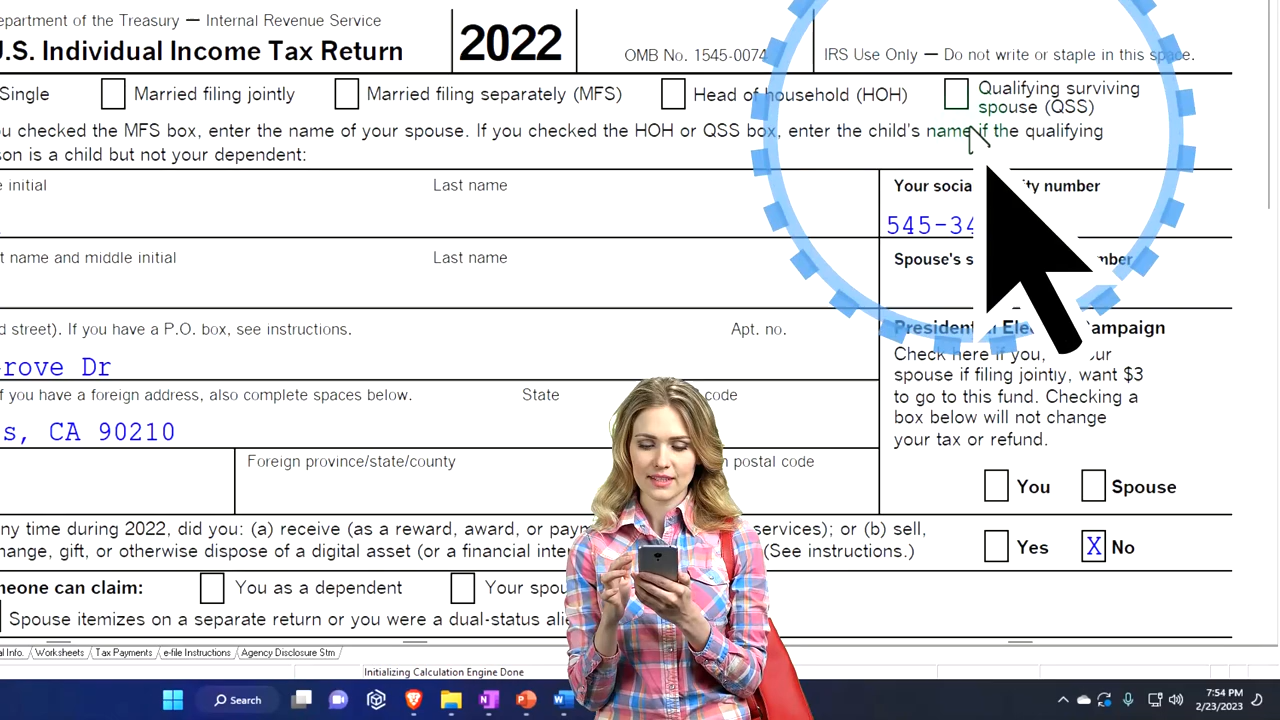 epartment of the Treasury — Internal Revenue Service
U.S. Individual Income Tax Return
2022
OMB No. 1545-0074
IRS Use Only — Do not write or staple in this space.
Single
Married filing jointly
Married filing separately (MFS)
Head of household (HOH)
Qualifying surviving
spouse (QSS)
u checked the MFS box, enter the name of your spouse. If you checked the HOH or QSS box, enter the child's name if the qualifying
son is a child but not your dependent:
e initial
Last name
Your socia ity number
545-34
t name and middle initial
Last name
Spouse's s mber
d street). If you have a P.O. box, see instructions.
Apt. no.
rove Dr
Presidenti Ele ampaign
Check here if you, ur
spouse if filing jointly, want $3
to go to this fund. Checking a
box below will not change
your tax or refund.
f you have a foreign address, also complete spaces below.
State
code
s, CA 90210
Foreign province/state/county
n postal code
You
Spouse
ny time during 2022, did you: (a) receive (as a reward, award, or paym services); or (b) sell,
hange, gift, or otherwise dispose of a digital asset (or a financial inte (See instructions.)
Yes
X No
meone can claim:
You as a dependent
Your spou
Spouse itemizes on a separate return or you were a dual-status alie
al Info.
Worksheets
Tax Payments
e-file Instructions
Agency Disclosure Stm
Initializing Calculation Engine Done
Search
7:54 PM
2/23/2023